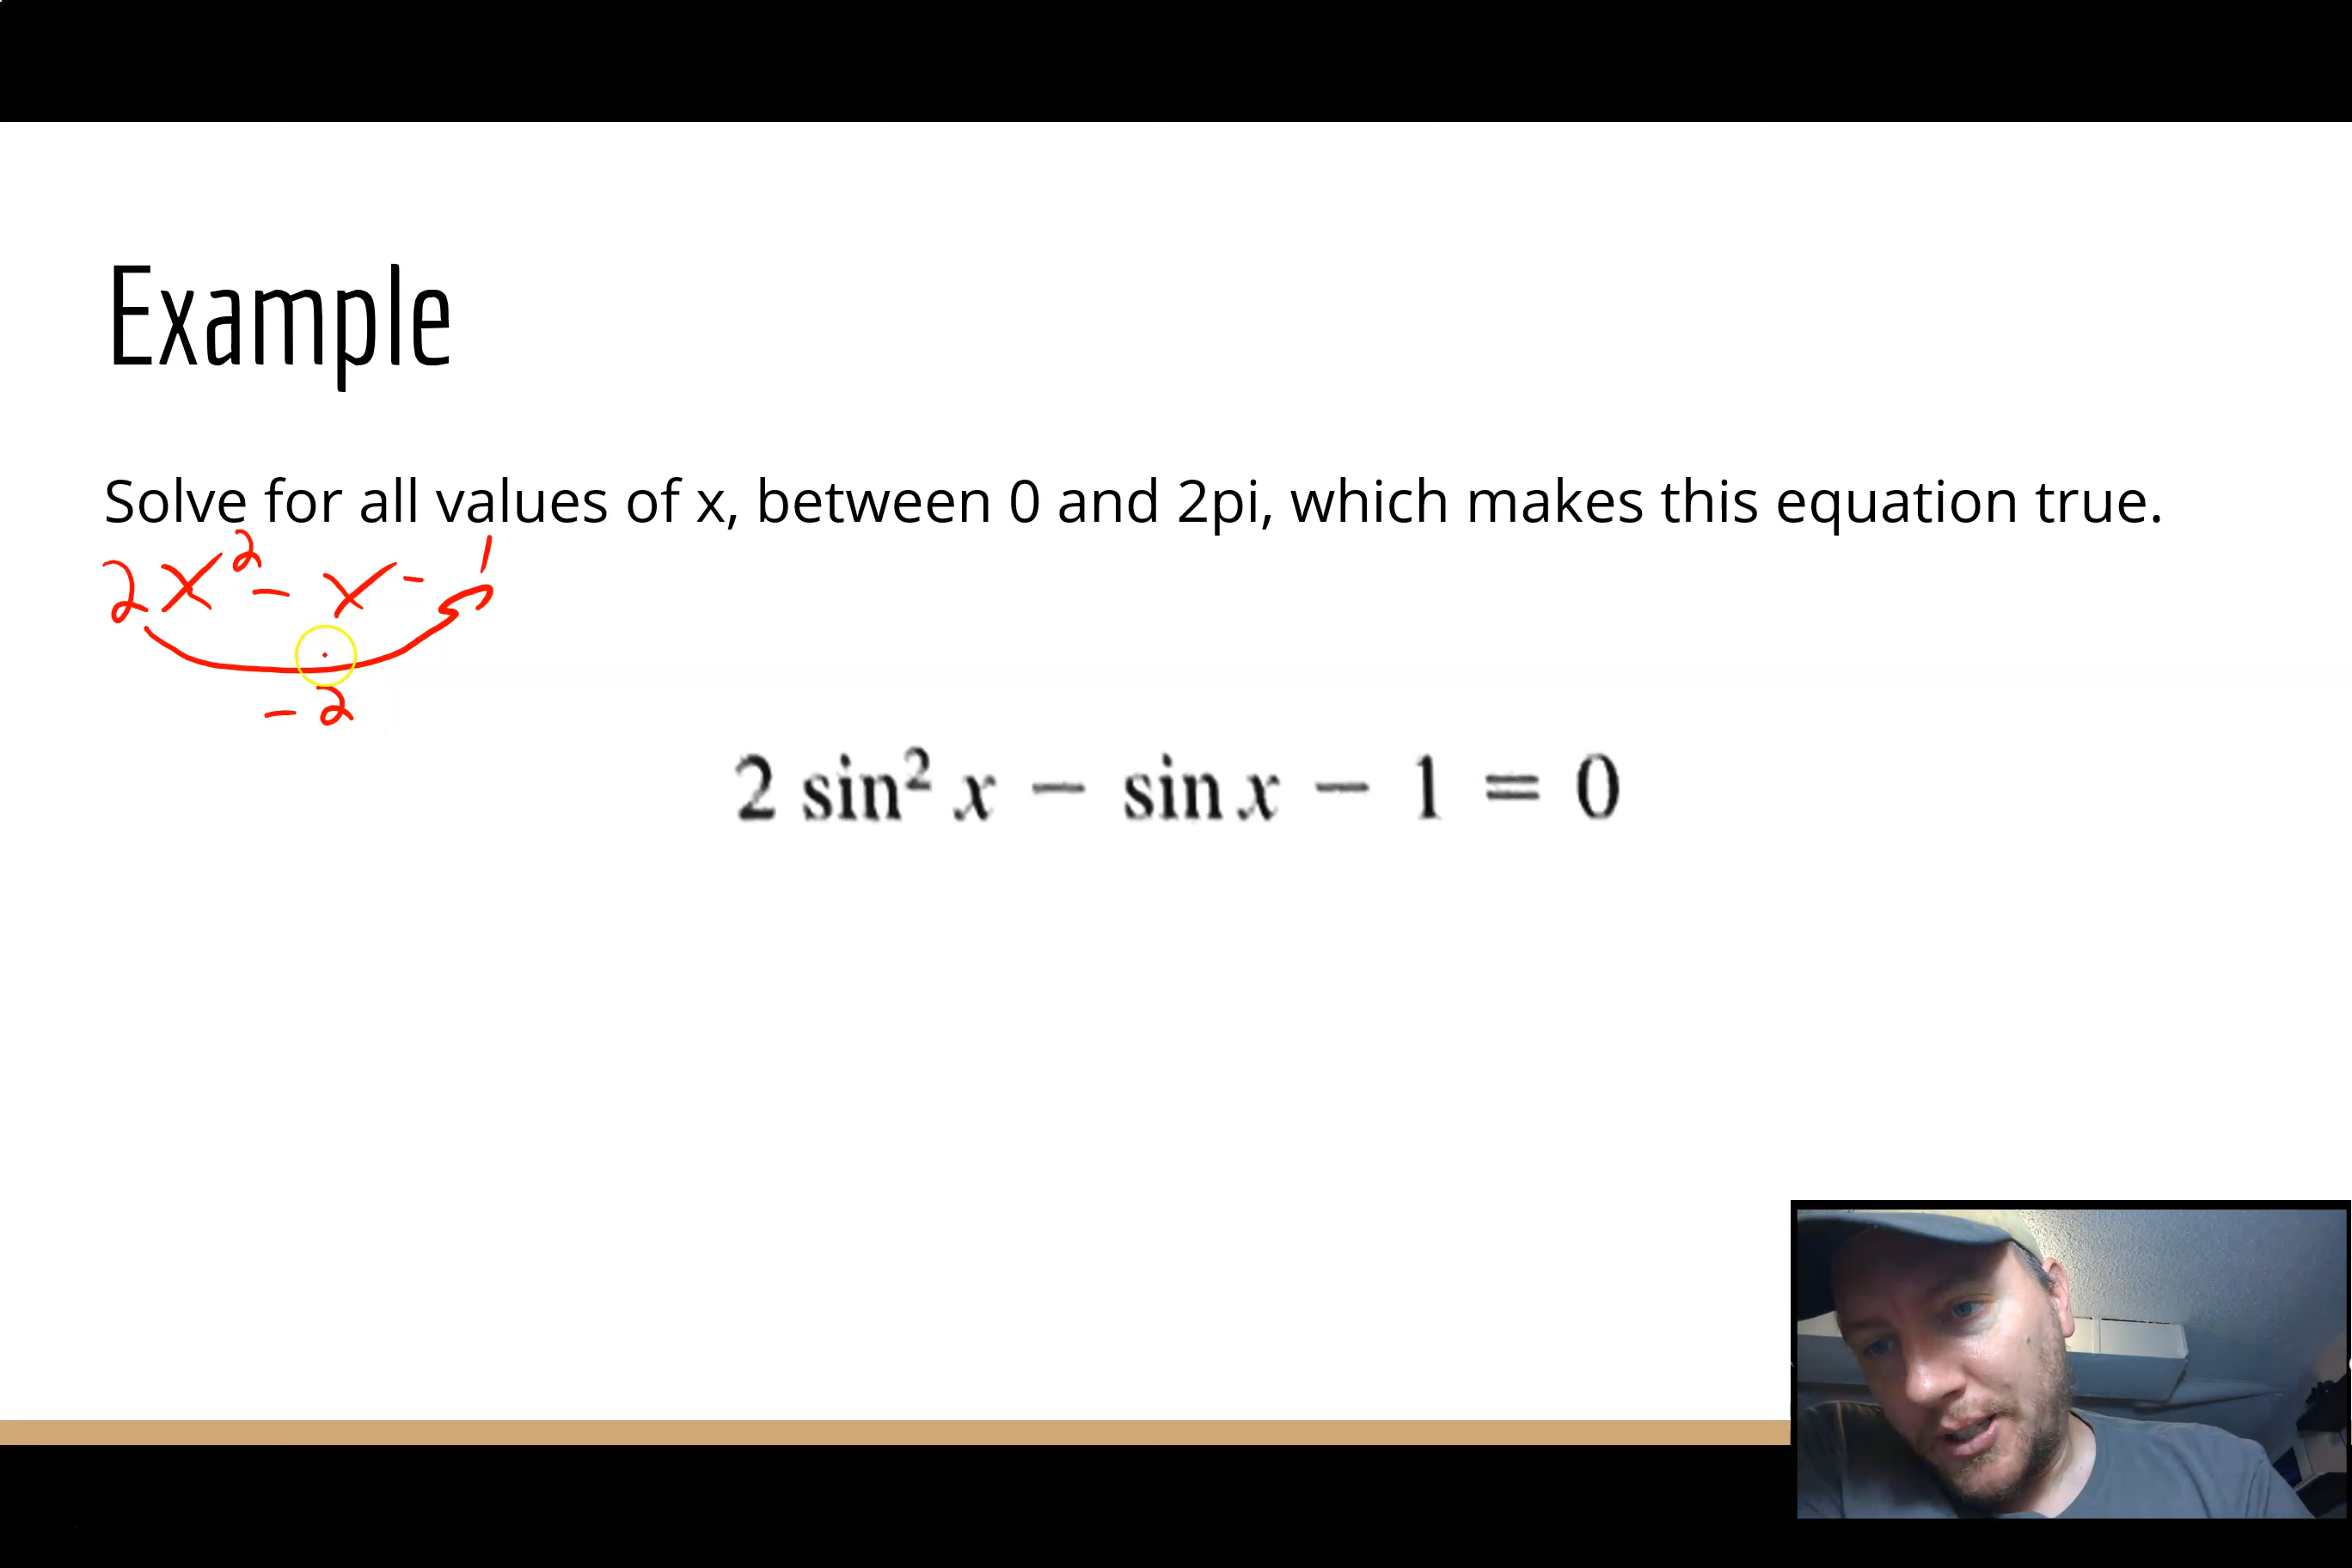 Example
Solve for all values of x, between 0 and 2pi, which makes this equation true.
2x² - x - 1
- 2
2 sin² x − sin x − 1 = 0